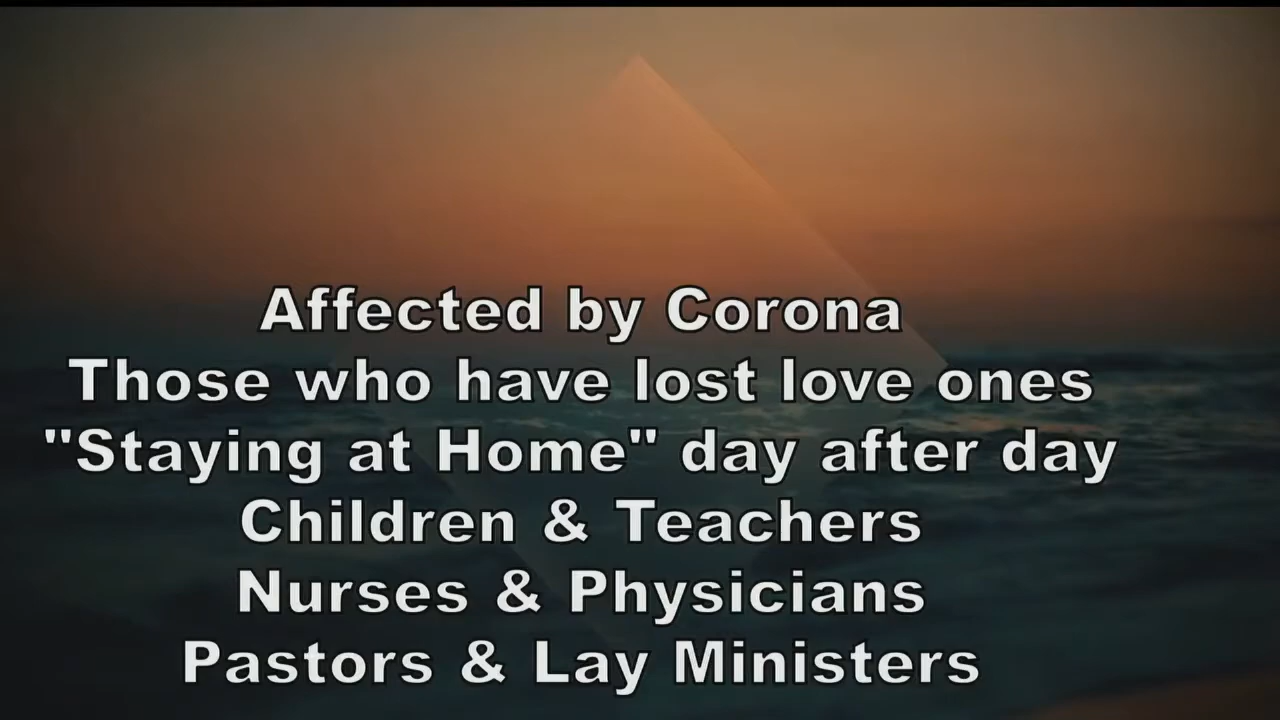 Affected by Corona
Those who have lost love ones
"Staying at Home" day after day
Children & Teachers
Nurses & Physicians
Pastors & Lay Ministers